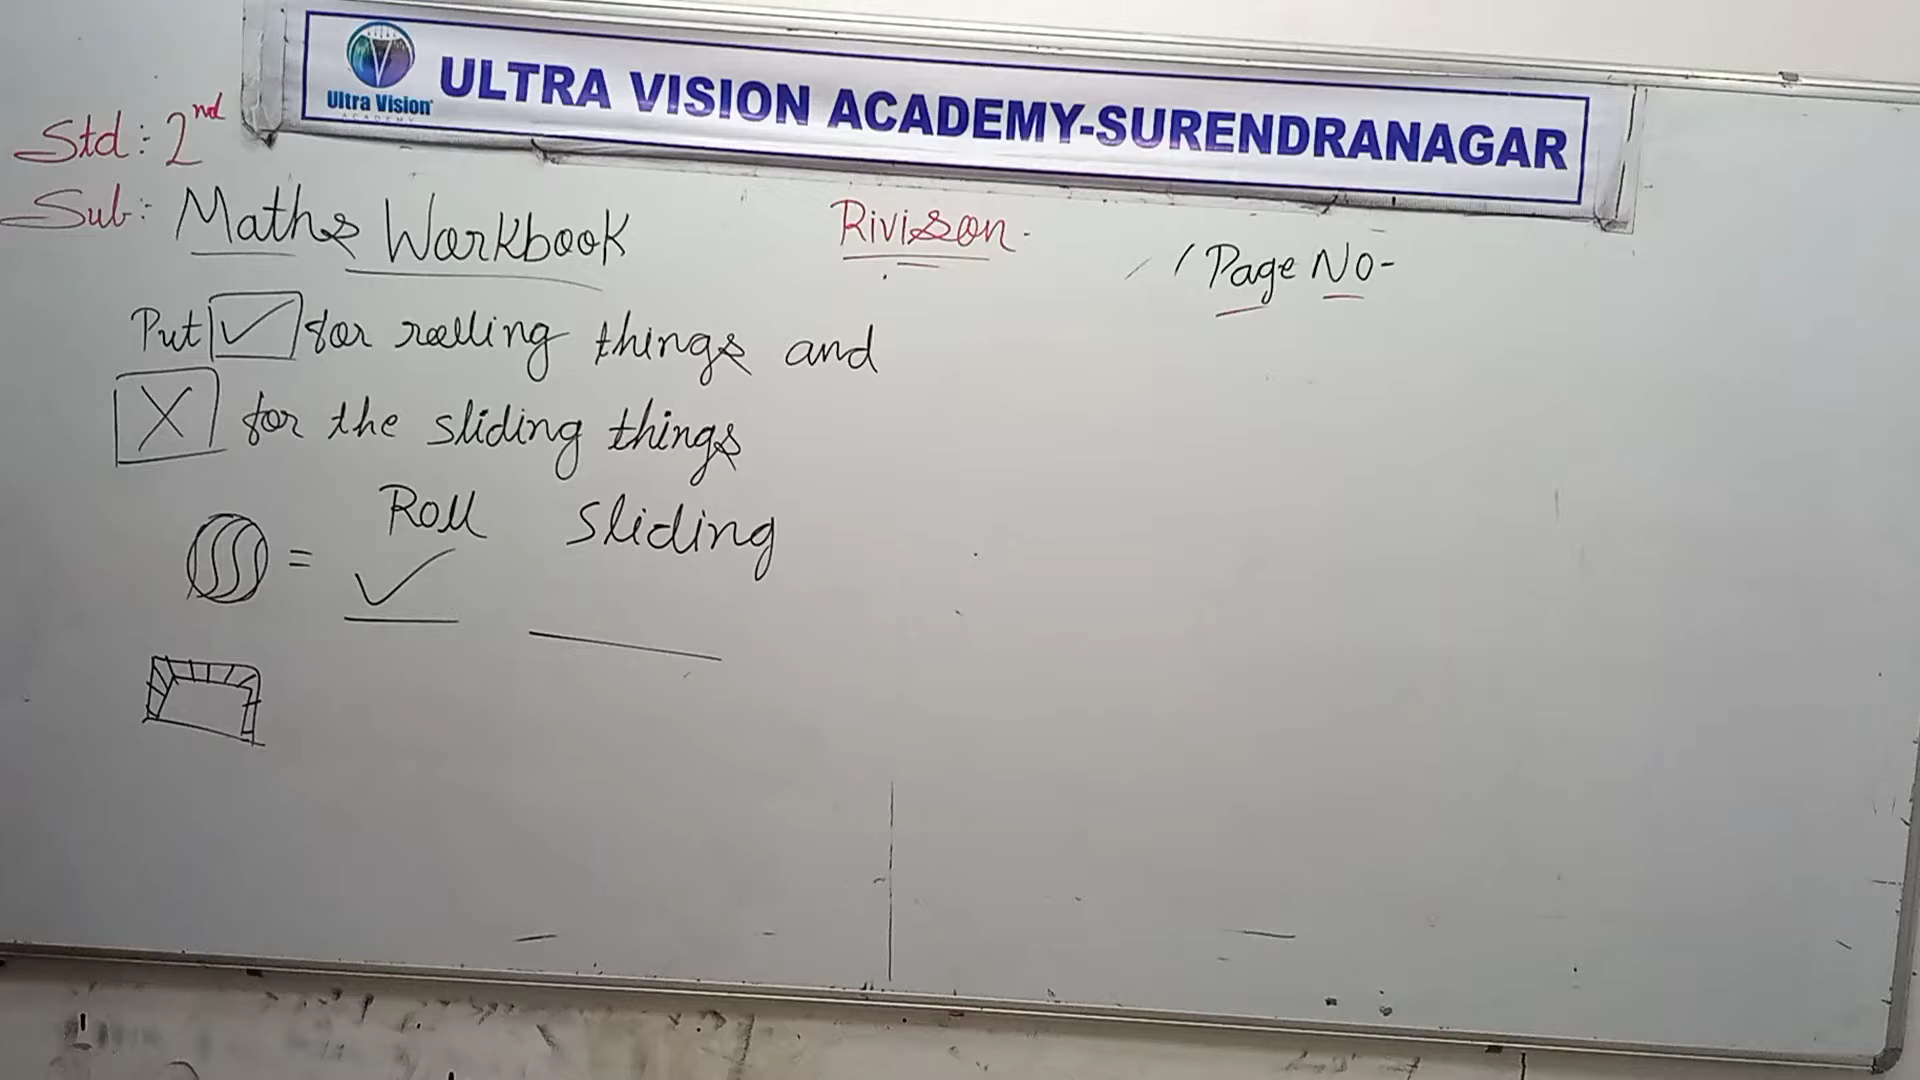 Ultra Vision
ACADEMY
ULTRA VISION ACADEMY-SURENDRANAGAR
Std: 2nd
Sub: Maths Workbook
Rivison.
Page No-
Put ✓ for rolling things and
X for the sliding things
Roll Sliding
= ✓